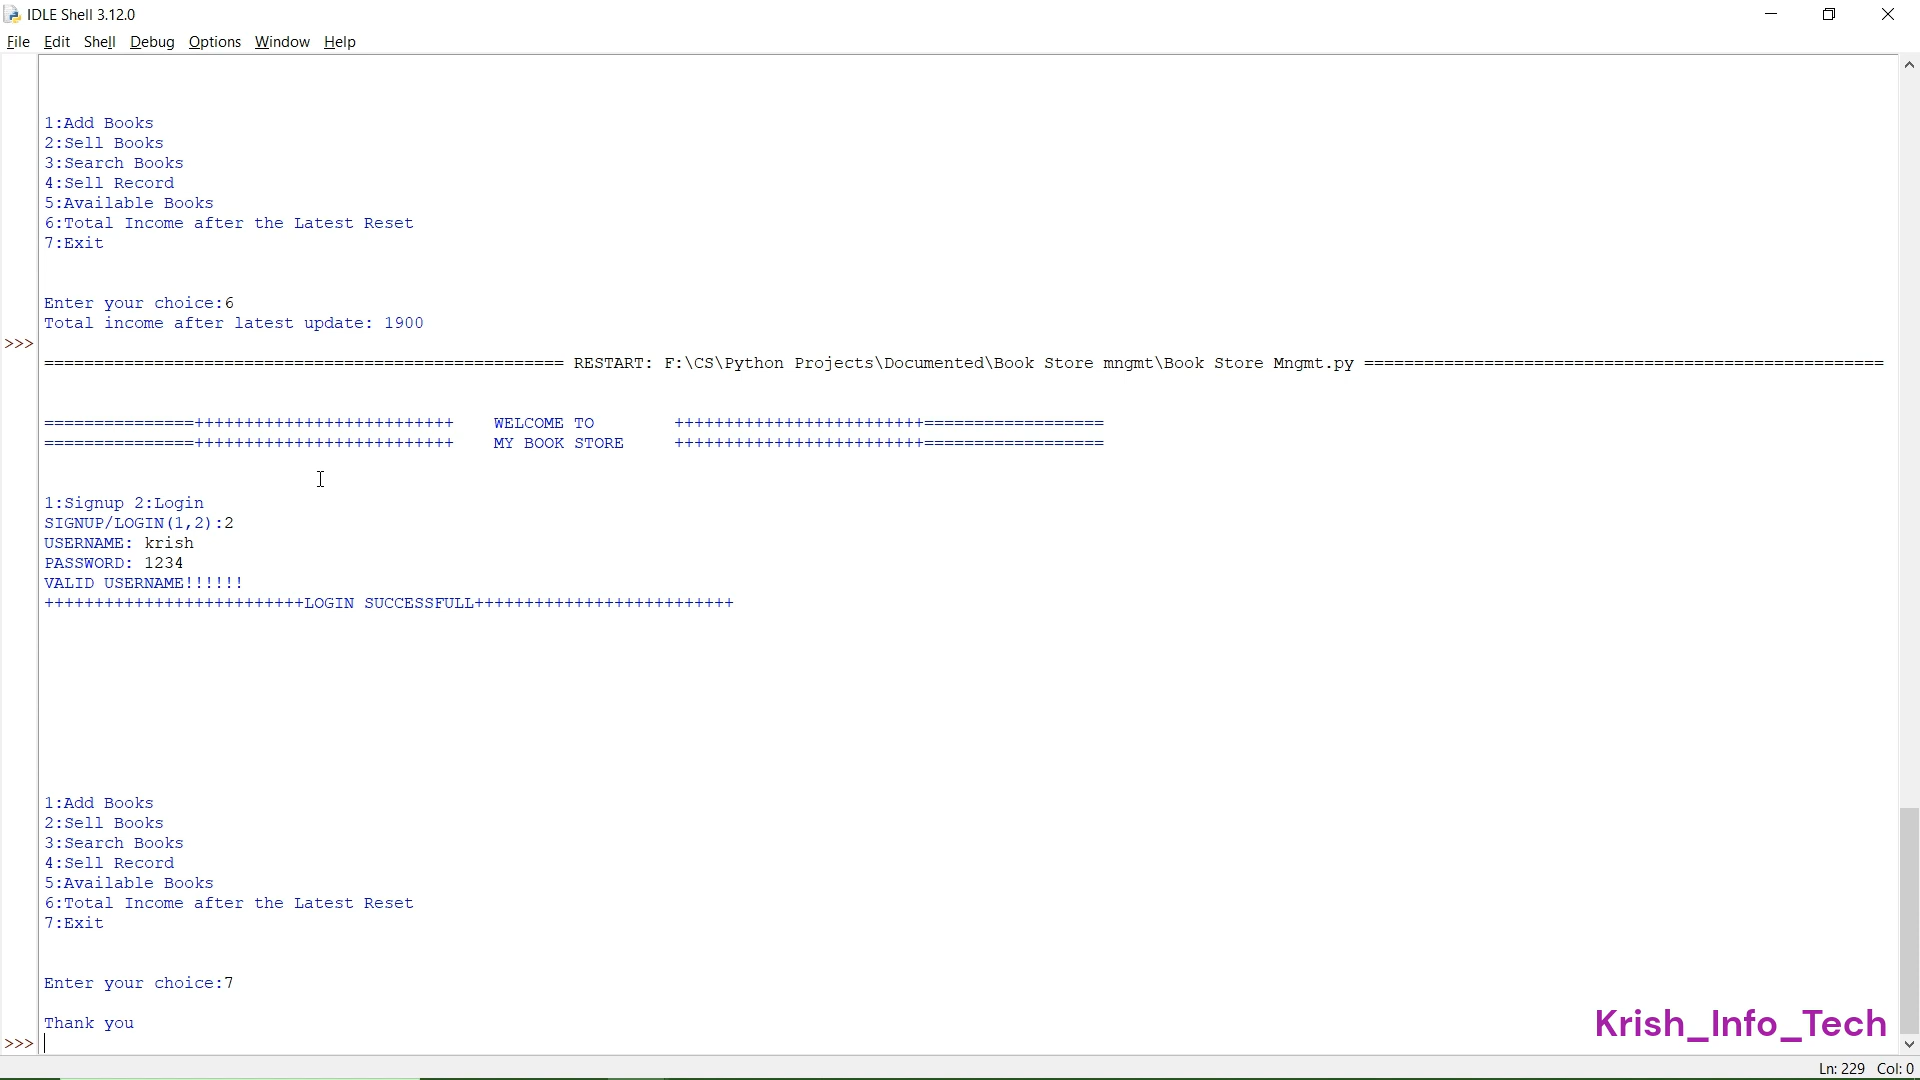 IDLE Shell 3.12.0
File Edit Shell Debug Options Window Help
1:Add Books
2:Sell Books
3:Search Books
4:Sell Record
5:Available Books
6:Total Income after the Latest Reset
7:Exit
Enter your choice:6
Total income after latest update: 1900
>>>
==================================================== RESTART: F:\CS\Python Projects\Documented\Book Store mngmt\Book Store Mngmt.py ====================================================
===============++++++++++++++++++++++++++    WELCOME TO        +++++++++++++++++++++++++==================
===============++++++++++++++++++++++++++    MY BOOK STORE     +++++++++++++++++++++++++==================
1:Signup 2:Login
SIGNUP/LOGIN(1,2):2
USERNAME: krish
PASSWORD: 1234
VALID USERNAME!!!!!!
++++++++++++++++++++++++++LOGIN SUCCESSFULL++++++++++++++++++++++++++
1:Add Books
2:Sell Books
3:Search Books
4:Sell Record
5:Available Books
6:Total Income after the Latest Reset
7:Exit
Enter your choice:7
Thank you
>>>
Krish_Info_Tech
Ln: 229 Col: 0